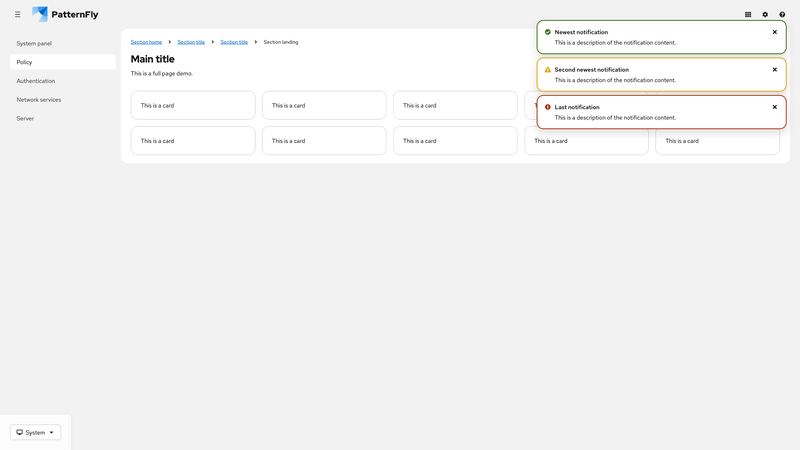 PatternFly
System panel
Policy
Authentication
Network services
Server
Section home
Section title
Section title
Section landing
Main title
This is a full page demo.
This is a card
This is a card
This is a card
This is a card
This is a card
This is a card
This is a card
This is a card
Newest notification
This is a description of the notification content.
Second newest notification
This is a description of the notification content.
Last notification
This is a description of the notification content.
System